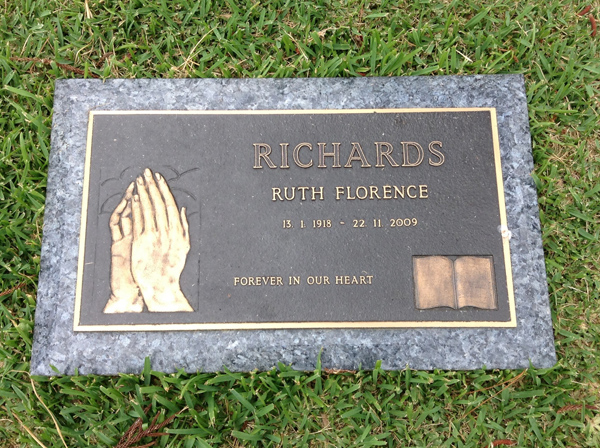 RICHARDS
RUTH FLORENCE
13. 1. 1918 - 22. 11. 2009
FOREVER IN OUR HEART